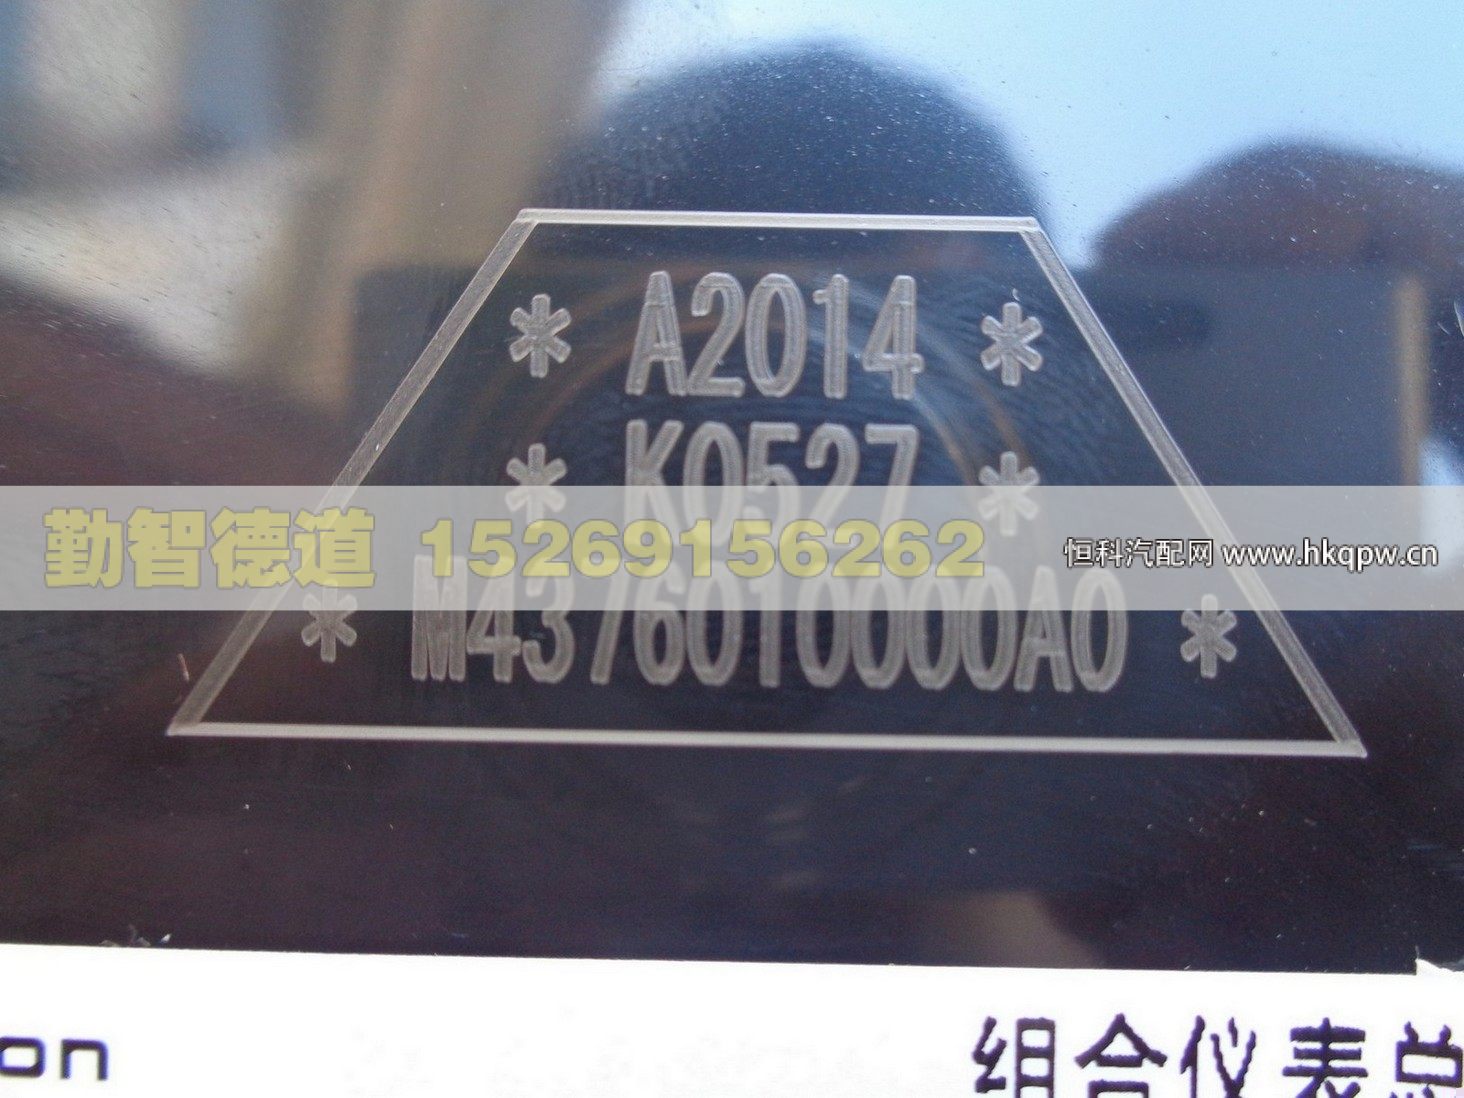 * A2014 *
* K0527 *
勤智德道 15269156262
恒科汽配网 www.hkqpw.cn
* M4376010000A0 *
on
组合仪表总